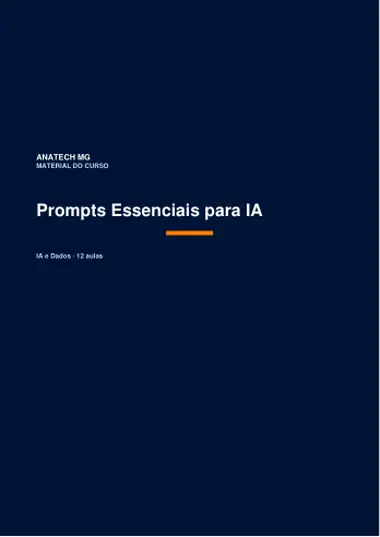 ANATECH MG
MATERIAL DO CURSO
Prompts Essenciais para IA
IA e Dados · 12 aulas